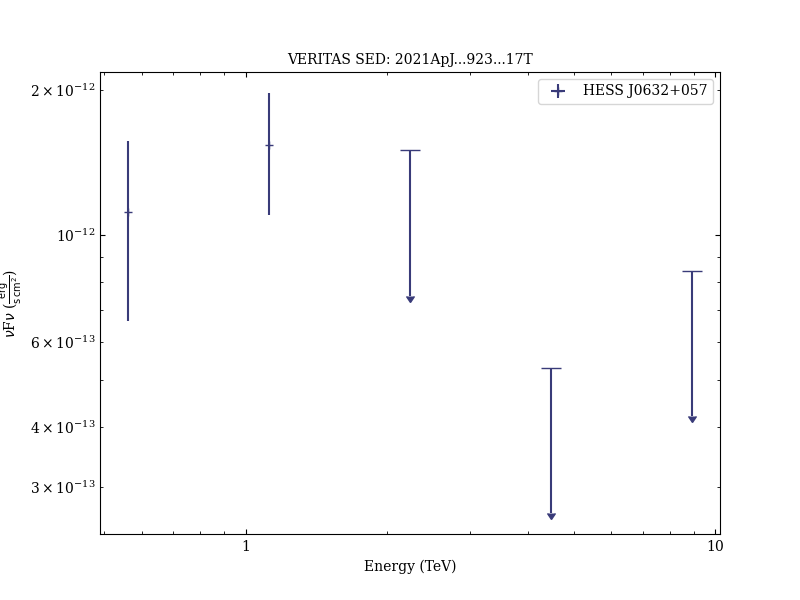 VERITAS SED: 2021ApJ...923...17T
HESS J0632+057
2 × 10⁻¹²
10⁻¹²
6 × 10⁻¹³
4 × 10⁻¹³
3 × 10⁻¹³
νFν (erg / s cm²)
1
10
Energy (TeV)